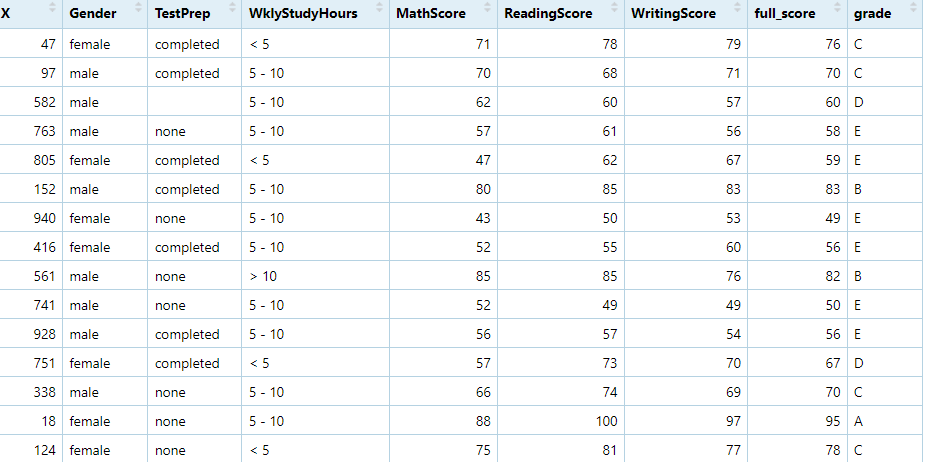 X Gender TestPrep WklyStudyHours MathScore ReadingScore WritingScore full_score grade
47 female completed < 5 71 78 79 76 C
97 male completed 5 - 10 70 68 71 70 C
582 male 5 - 10 62 60 57 60 D
763 male none 5 - 10 57 61 56 58 E
805 female completed < 5 47 62 67 59 E
152 male completed 5 - 10 80 85 83 83 B
940 female none 5 - 10 43 50 53 49 E
416 female completed 5 - 10 52 55 60 56 E
561 male none > 10 85 85 76 82 B
741 male none 5 - 10 52 49 49 50 E
928 male completed 5 - 10 56 57 54 56 E
751 female completed < 5 57 73 70 67 D
338 male none 5 - 10 66 74 69 70 C
18 female none 5 - 10 88 100 97 95 A
124 female none < 5 75 81 77 78 C